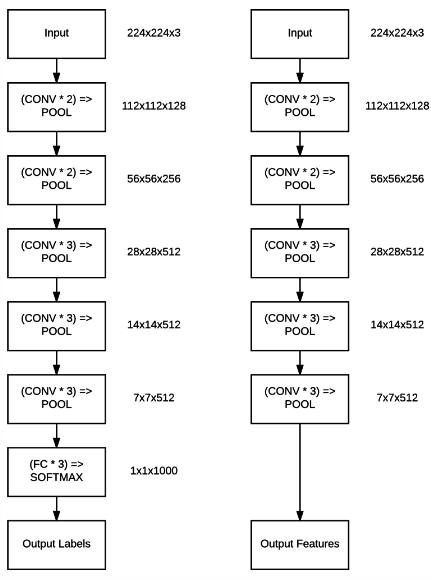 Input
224x224x3
(CONV * 2) =>
POOL
112x112x128
(CONV * 2) =>
POOL
56x56x256
(CONV * 3) =>
POOL
28x28x512
(CONV * 3) =>
POOL
14x14x512
(CONV * 3) =>
POOL
7x7x512
(FC * 3) =>
SOFTMAX
1x1x1000
Output Labels
Input
224x224x3
(CONV * 2) =>
POOL
112x112x128
(CONV * 2) =>
POOL
56x56x256
(CONV * 3) =>
POOL
28x28x512
(CONV * 3) =>
POOL
14x14x512
(CONV * 3) =>
POOL
7x7x512
Output Features